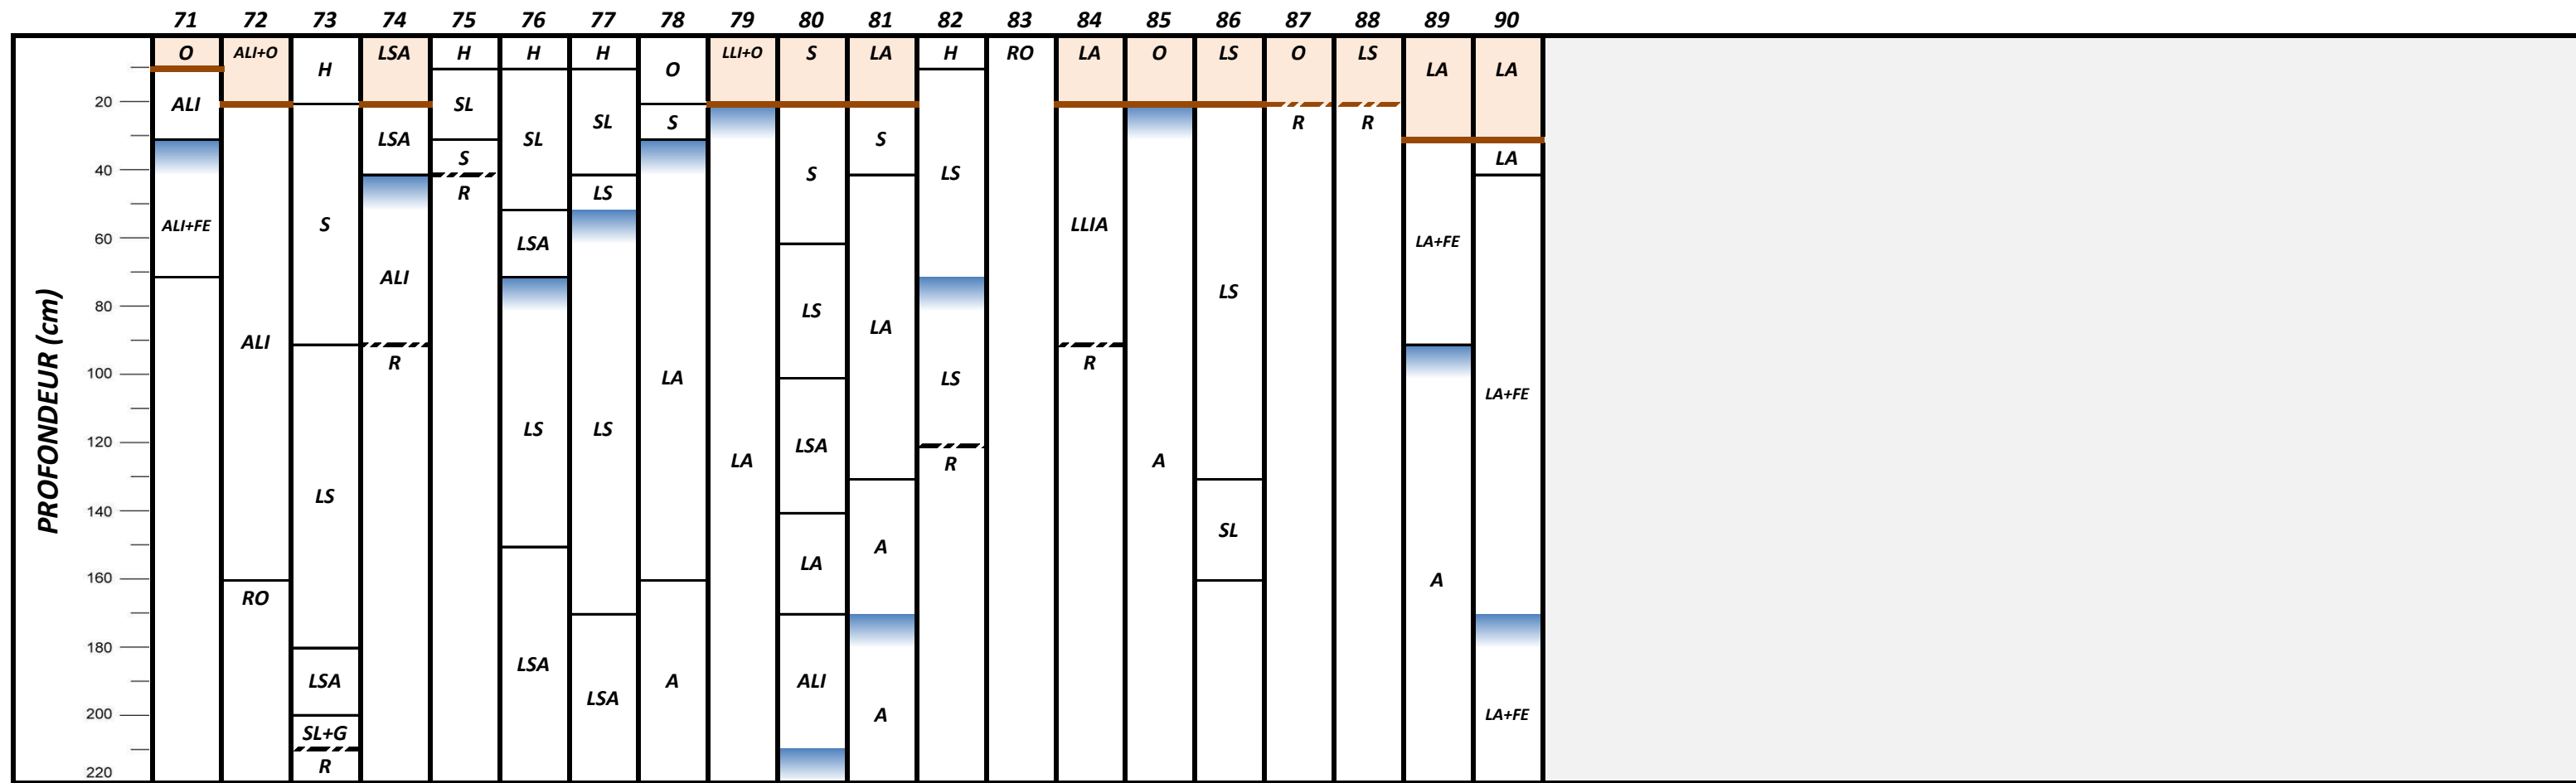 71 72 73 74 75 76 77 78 79 80 81 82 83 84 85 86 87 88 89 90
O ALI+O LSA H H H LLI+O S LA H RO LA O LS O LS
H O LA LA
20 ALI SL
SL S R R
LSA SL S
S LA
40 S LS
R LS
ALI+FE S LLIA
60 LSA LA+FE
ALI
80 LS LS
PROFONDEUR (cm)
ALI LA
R R
100 LA LS
LA+FE
120 LS LS LSA
LA R A
140 LS
SL
LA A
160 A
RO
180 LSA
LSA A ALI
LSA
200 A LA+FE
SL+G
R
220